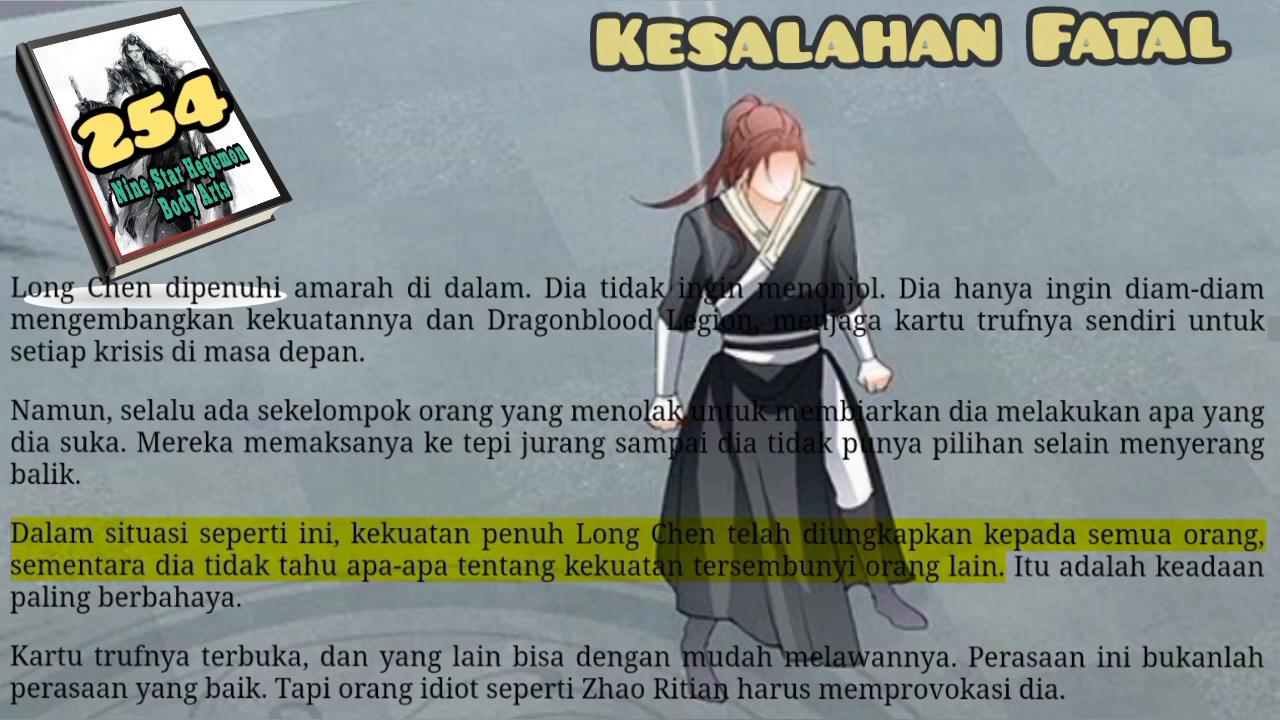 Kesalahan Fatal
254
Nine Star Hegemon
Body Arts
Long Chen dipenuhi amarah di dalam. Dia tidak ingin menonjol. Dia hanya ingin diam-diam
mengembangkan kekuatannya dan Dragonblood Legion, menjaga kartu trufnya sendiri untuk
setiap krisis di masa depan.
Namun, selalu ada sekelompok orang yang menolak untuk membiarkan dia melakukan apa yang
dia suka. Mereka memaksanya ke tepi jurang sampai dia tidak punya pilihan selain menyerang
balik.
Dalam situasi seperti ini, kekuatan penuh Long Chen telah diungkapkan kepada semua orang,
sementara dia tidak tahu apa-apa tentang kekuatan tersembunyi orang lain. Itu adalah keadaan
paling berbahaya.
Kartu trufnya terbuka, dan yang lain bisa dengan mudah melawannya. Perasaan ini bukanlah
perasaan yang baik. Tapi orang idiot seperti Zhao Ritian harus memprovokasi dia.